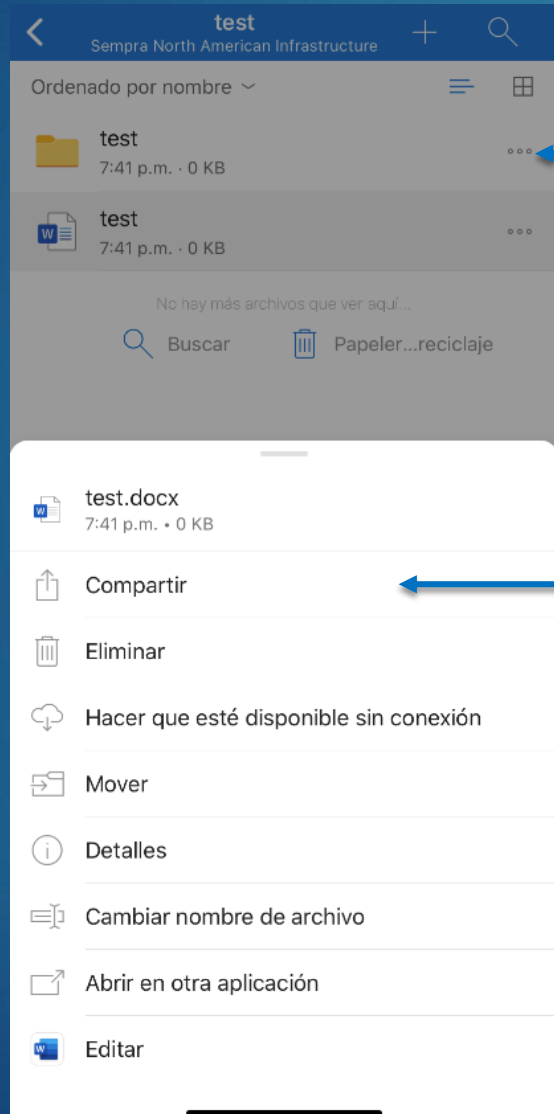 test
Sempra North American Infrastructure
Ordenado por nombre
test
7:41 p.m. · 0 KB
test
7:41 p.m. · 0 KB
No hay más archivos que ver aquí...
Buscar
Papeler...reciclaje
test.docx
7:41 p.m. • 0 KB
Compartir
Eliminar
Hacer que esté disponible sin conexión
Mover
Detalles
Cambiar nombre de archivo
Abrir en otra aplicación
Editar